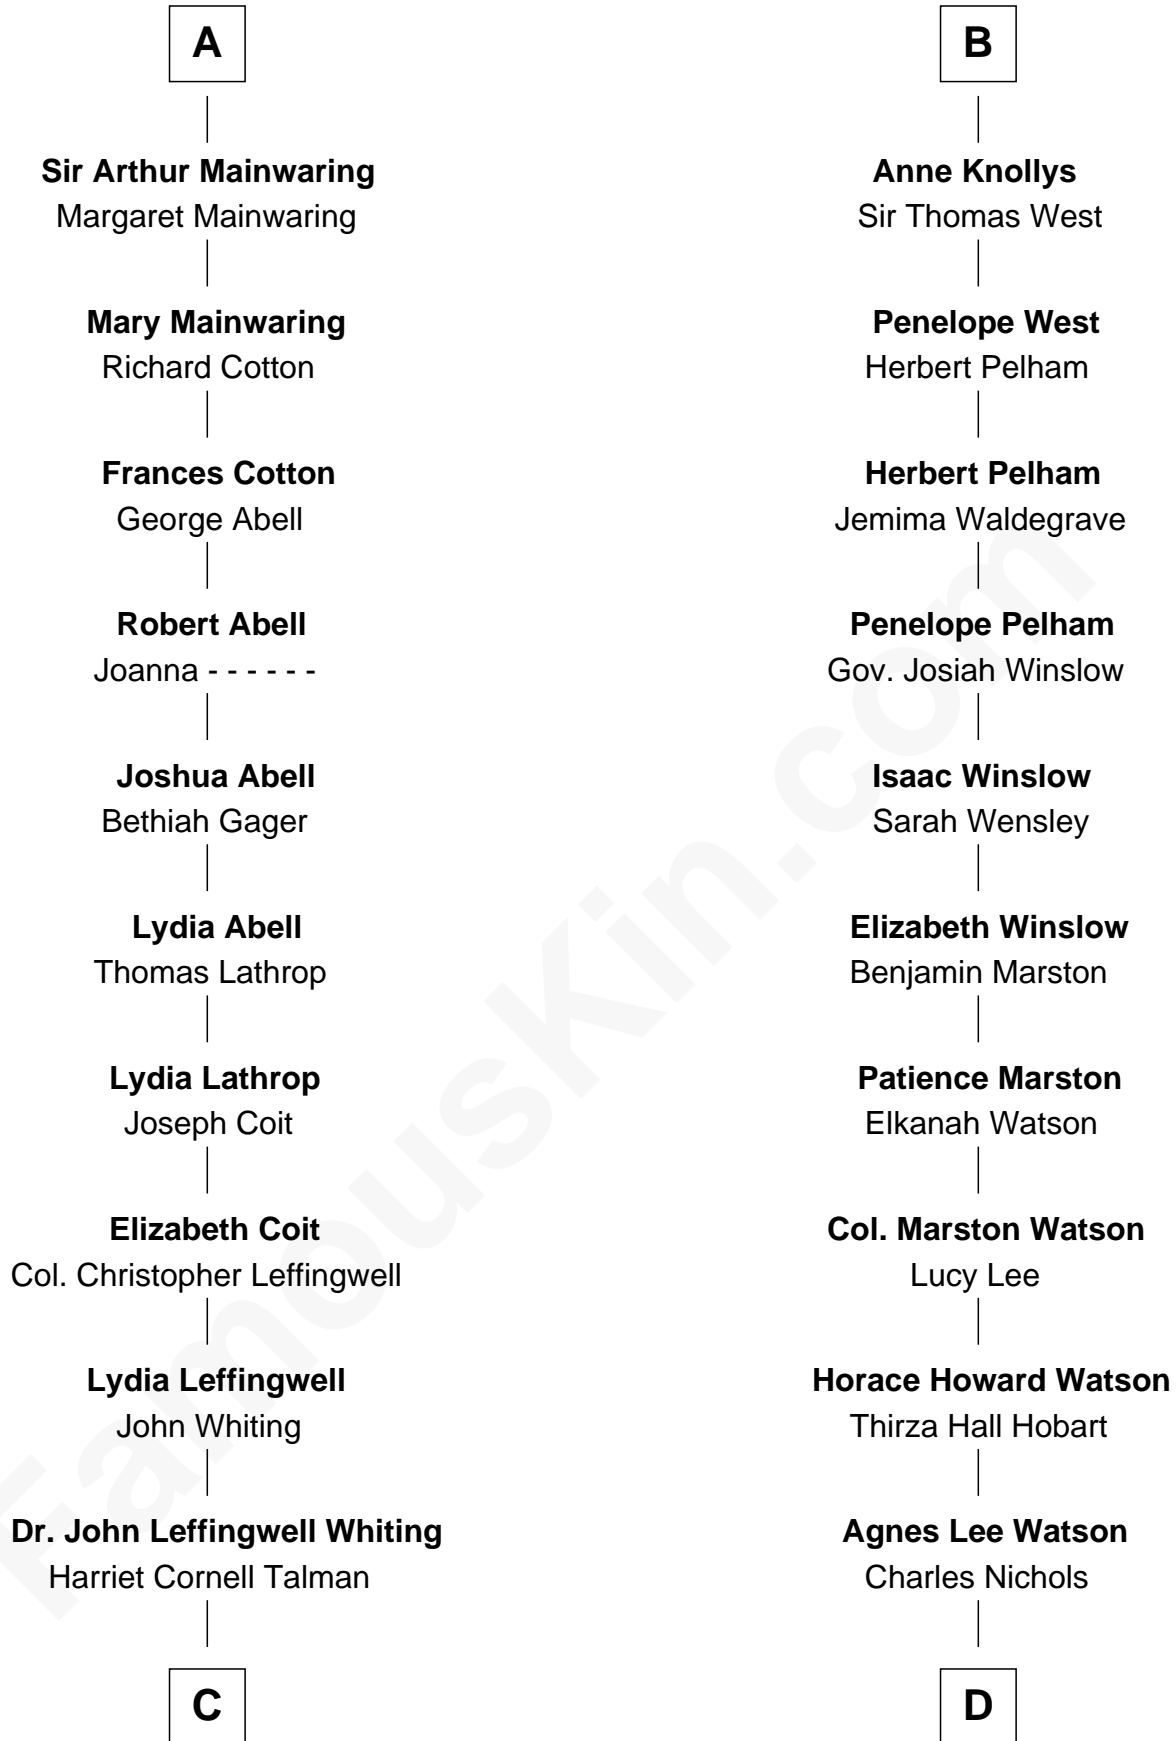 A
Sir Arthur Mainwaring
Margaret Mainwaring
Mary Mainwaring
Richard Cotton
Frances Cotton
George Abell
Robert Abell
Joanna - - - - - -
Joshua Abell
Bethiah Gager
Lydia Abell
Thomas Lathrop
Lydia Lathrop
Joseph Coit
Elizabeth Coit
Col. Christopher Leffingwell
Lydia Leffingwell
John Whiting
Dr. John Leffingwell Whiting
Harriet Cornell Talman
C
B
Anne Knollys
Sir Thomas West
Penelope West
Herbert Pelham
Herbert Pelham
Jemima Waldegrave
Penelope Pelham
Gov. Josiah Winslow
Isaac Winslow
Sarah Wensley
Elizabeth Winslow
Benjamin Marston
Patience Marston
Elkanah Watson
Col. Marston Watson
Lucy Lee
Horace Howard Watson
Thirza Hall Hobart
Agnes Lee Watson
Charles Nichols
D
FamousKin.com